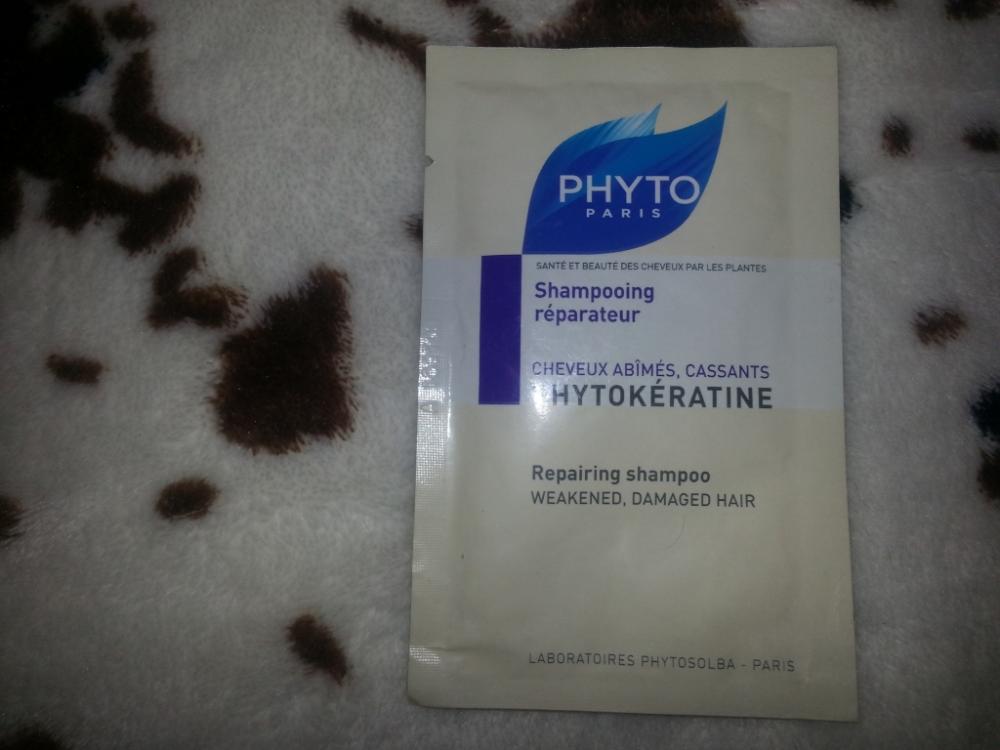 PHYTO
PARIS
SANTÉ ET BEAUTÉ DES CHEVEUX PAR LES PLANTES
Shampooing
réparateur
CHEVEUX ABÎMÉS, CASSANTS
PHYTOKÉRATINE
Repairing shampoo
WEAKENED, DAMAGED HAIR
LABORATOIRES PHYTOSOLBA - PARIS